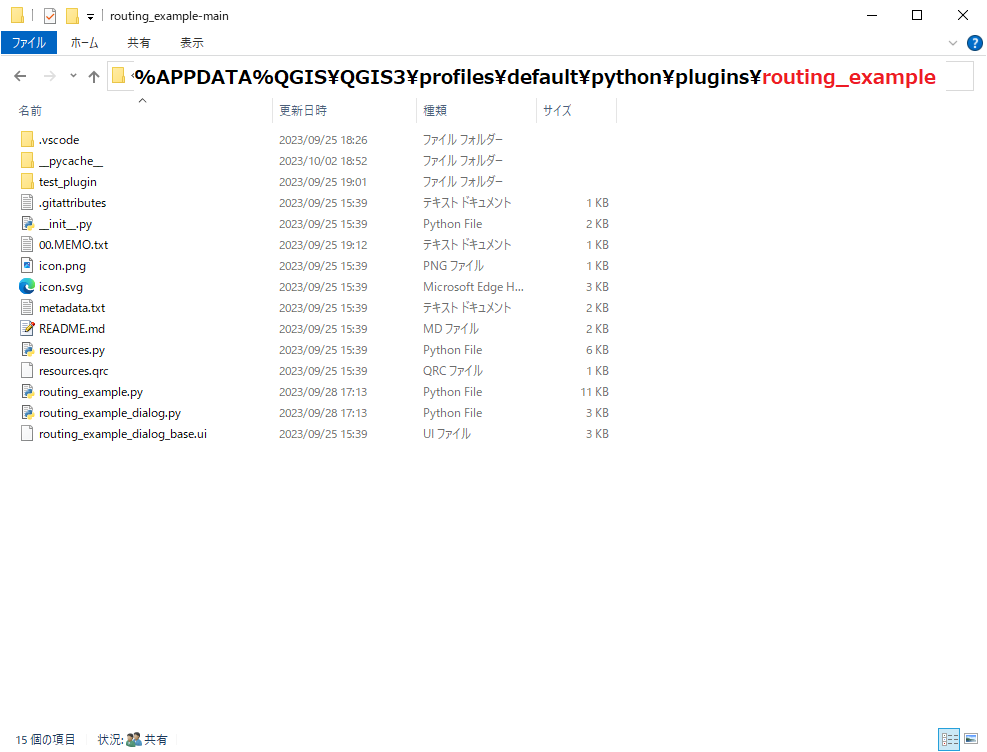 routing_example-main
ファイル ホーム 共有 表示
%APPDATA%QGIS¥QGIS3¥profiles¥default¥python¥plugins¥routing_example
名前 更新日時 種類 サイズ
.vscode 2023/09/25 18:26 ファイル フォルダー
__pycache__ 2023/10/02 18:52 ファイル フォルダー
test_plugin 2023/09/25 19:01 ファイル フォルダー
.gitattributes 2023/09/25 15:39 テキスト ドキュメント 1 KB
__init__.py 2023/09/25 15:39 Python File 2 KB
00.MEMO.txt 2023/09/25 19:12 テキスト ドキュメント 1 KB
icon.png 2023/09/25 15:39 PNG ファイル 1 KB
icon.svg 2023/09/25 15:39 Microsoft Edge H... 3 KB
metadata.txt 2023/09/25 15:39 テキスト ドキュメント 2 KB
README.md 2023/09/25 15:39 MD ファイル 2 KB
resources.py 2023/09/25 15:39 Python File 6 KB
resources.qrc 2023/09/25 15:39 QRC ファイル 1 KB
routing_example.py 2023/09/28 17:13 Python File 11 KB
routing_example_dialog.py 2023/09/28 17:13 Python File 3 KB
routing_example_dialog_base.ui 2023/09/25 15:39 UI ファイル 3 KB
15 個の項目 状況: 共有